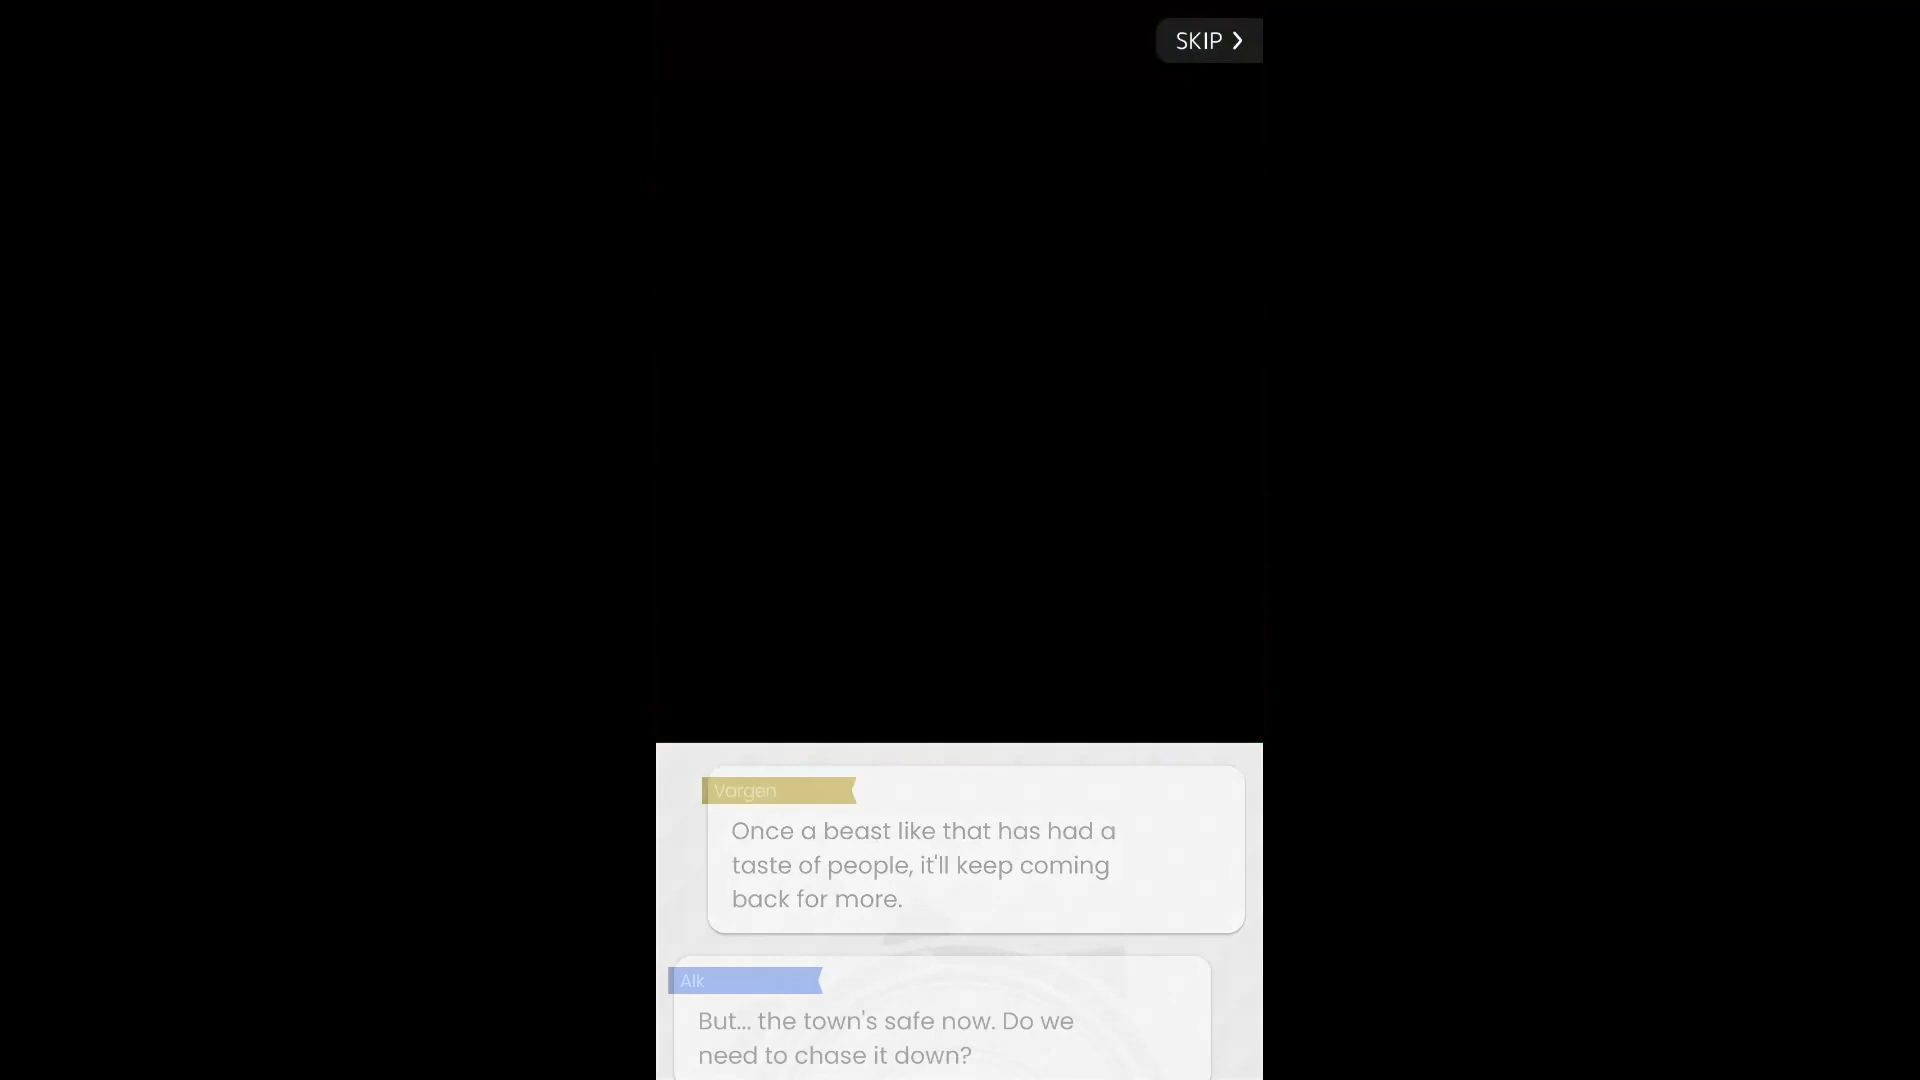 SKIP
Vargen
Once a beast like that has had a
taste of people, it'll keep coming
back for more.
Alk
But... the town's safe now. Do we
need to chase it down?